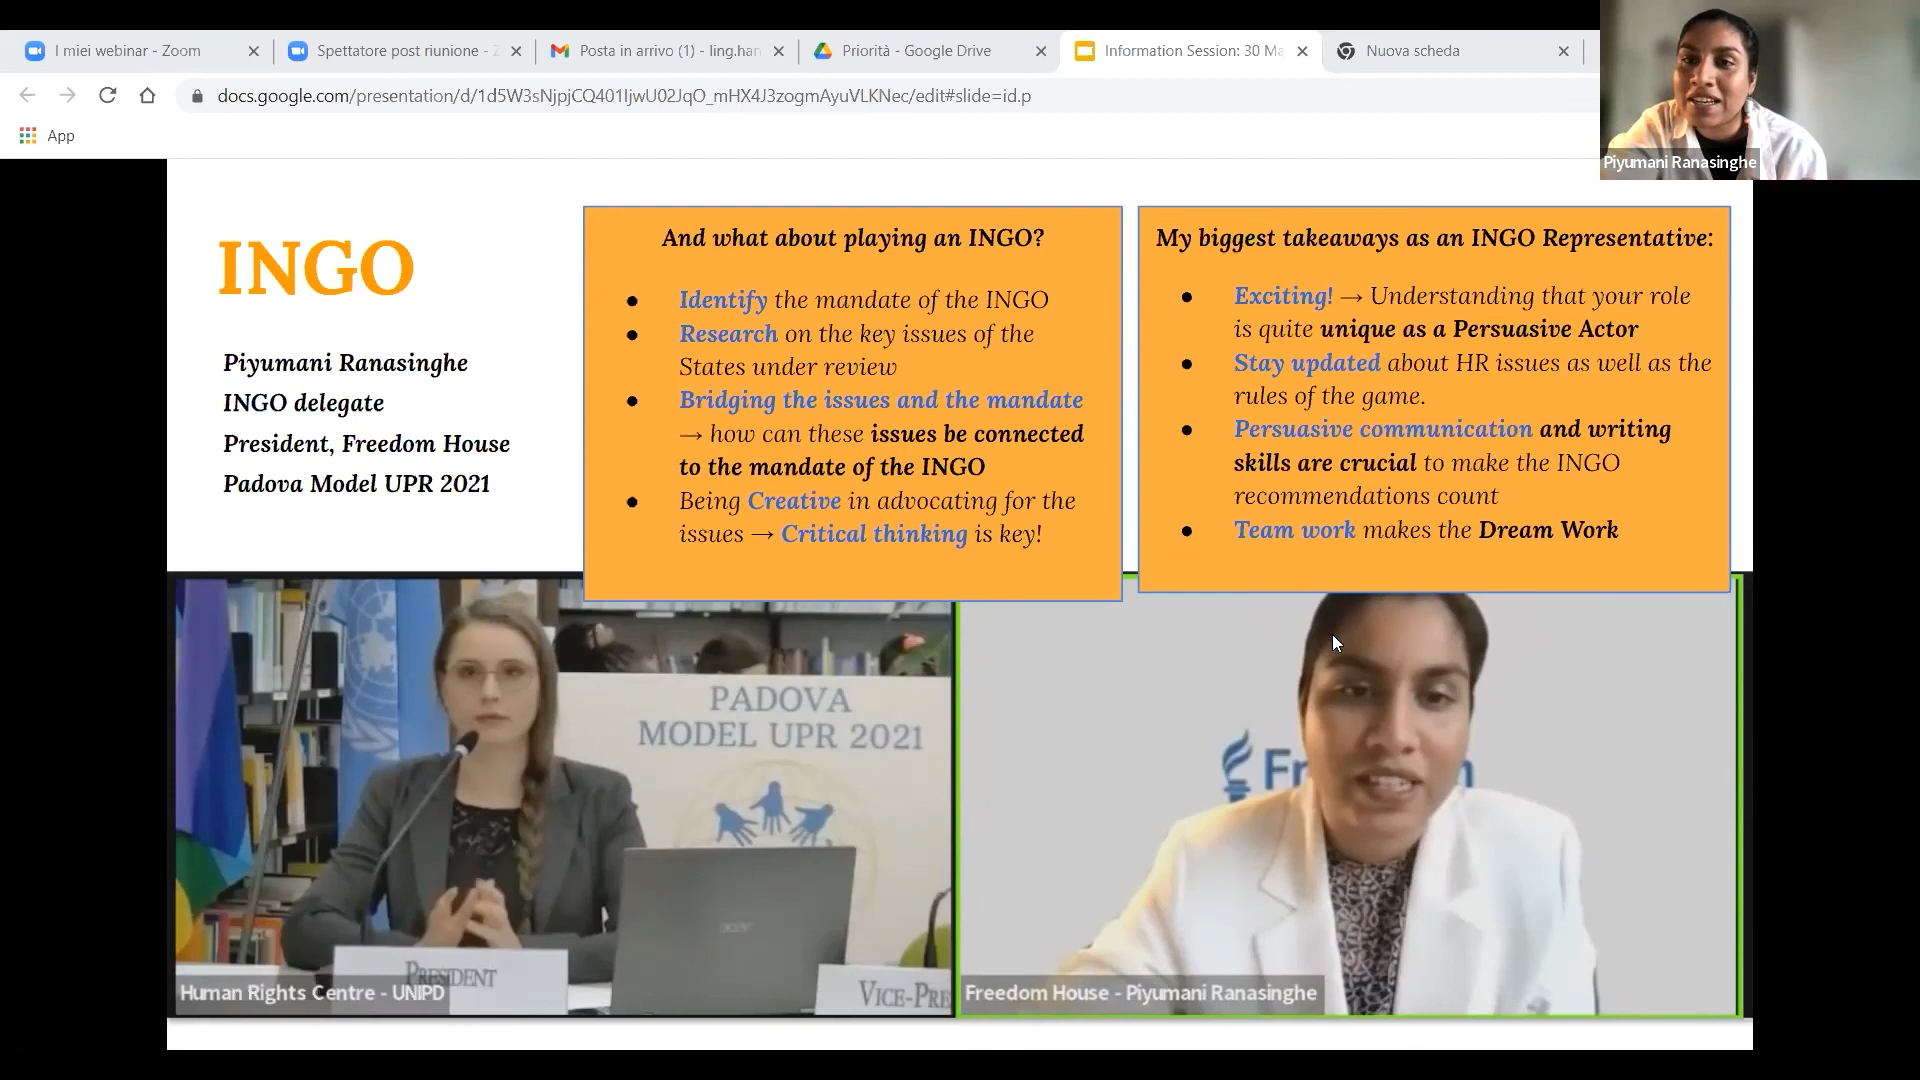 I miei webinar - Zoom
Spettatore post riunione - Z
Posta in arrivo (1) - ling.han
Priorità - Google Drive
Information Session: 30 Ma
Nuova scheda
docs.google.com/presentation/d/1d5W3sNjpjCQ401IjwU02JqO_mHX4J3zogmAyuVLKNec/edit#slide=id.p
App
Piyumani Ranasinghe
INGO
Piyumani Ranasinghe
INGO delegate
President, Freedom House
Padova Model UPR 2021
And what about playing an INGO?
● Identify the mandate of the INGO
● Research on the key issues of the
States under review
● Bridging the issues and the mandate
→ how can these issues be connected
to the mandate of the INGO
● Being Creative in advocating for the
issues → Critical thinking is key!
My biggest takeaways as an INGO Representative:
● Exciting! → Understanding that your role
is quite unique as a Persuasive Actor
● Stay updated about HR issues as well as the
rules of the game.
● Persuasive communication and writing
skills are crucial to make the INGO
recommendations count
● Team work makes the Dream Work
PADOVA
MODEL UPR 2021
acer
PRESIDENT
VICE-PRE
Human Rights Centre - UNIPD
Freedom House - Piyumani Ranasinghe